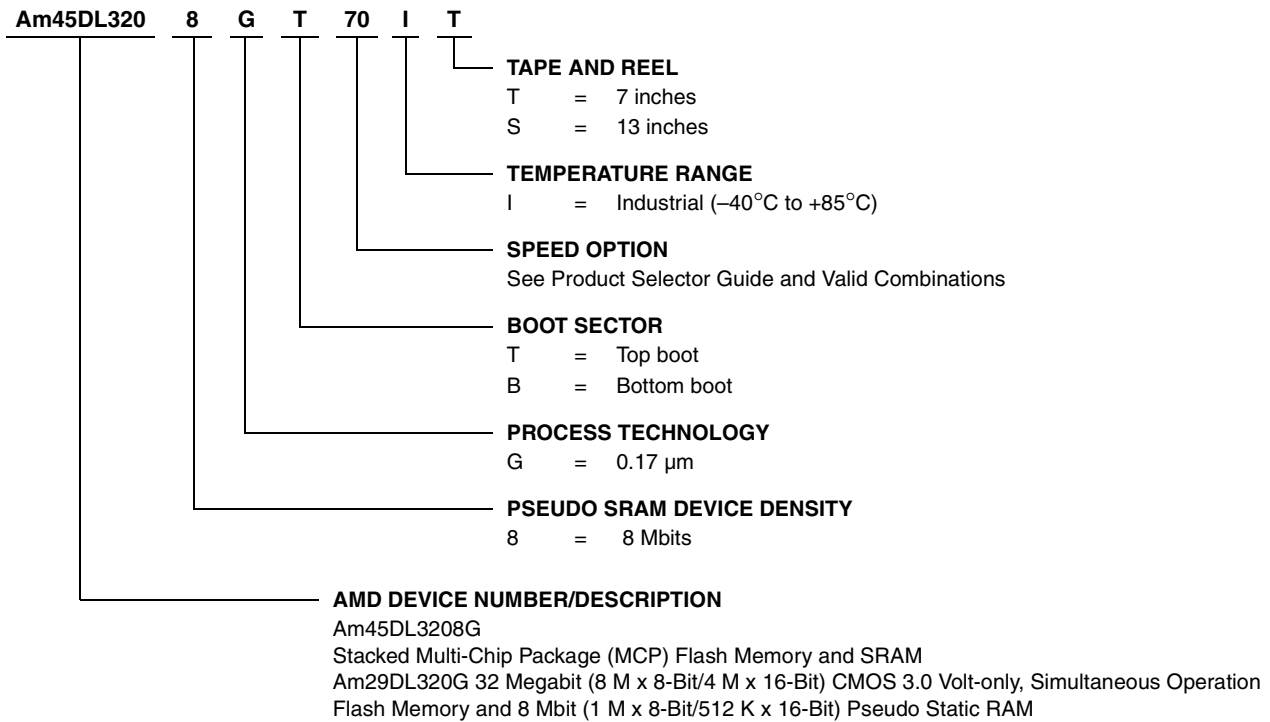 Am45DL320 8 G T 70 I T
TAPE AND REEL
T = 7 inches
S = 13 inches
TEMPERATURE RANGE
I = Industrial (–40°C to +85°C)
SPEED OPTION
See Product Selector Guide and Valid Combinations
BOOT SECTOR
T = Top boot
B = Bottom boot
PROCESS TECHNOLOGY
G = 0.17 µm
PSEUDO SRAM DEVICE DENSITY
8 = 8 Mbits
AMD DEVICE NUMBER/DESCRIPTION
Am45DL3208G
Stacked Multi-Chip Package (MCP) Flash Memory and SRAM
Am29DL320G 32 Megabit (8 M x 8-Bit/4 M x 16-Bit) CMOS 3.0 Volt-only, Simultaneous Operation
Flash Memory and 8 Mbit (1 M x 8-Bit/512 K x 16-Bit) Pseudo Static RAM